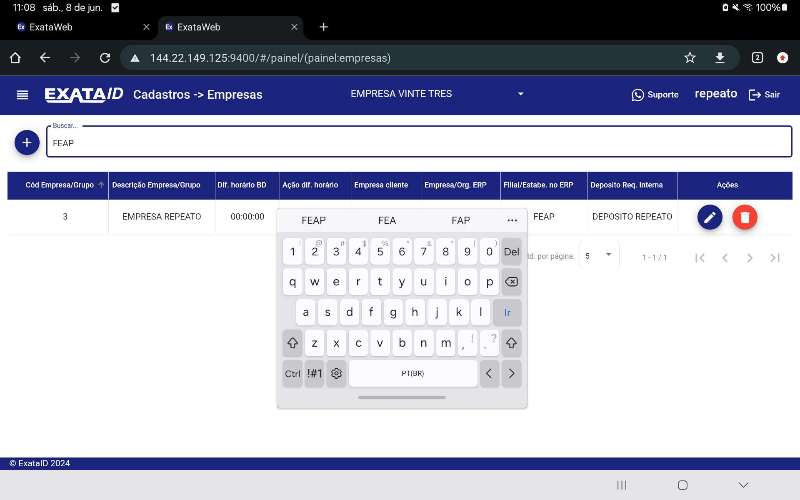 11:08 sáb., 8 de jun. 100%
ExataWeb ExataWeb
144.22.149.125:9400/#/painel/(painel:empresas) 2
EXATAID Cadastros -> Empresas EMPRESA VINTE TRES Suporte repeato Sair
Buscar...
FEAP
Cód Empresa/Grupo Descrição Empresa/Grupo Dif. horário BD Ação dif. horário Empresa cliente Empresa/Org. ERP Filial/Estabe. no ERP Deposito Req. Interna Ações
3 EMPRESA REPEATO 00:00:00 FEAP DEPOSITO REPEATO
FEAP FEA FAP ...
1 2 3 4 5 6 7 8 9 0 Del
td. por página. 5 1 - 1 / 1
q w e r t y u i o p
a s d f g h j k l Ir
z x c v b n m , ! . ?
Ctrl !#1 PT(BR)
© ExataID 2024